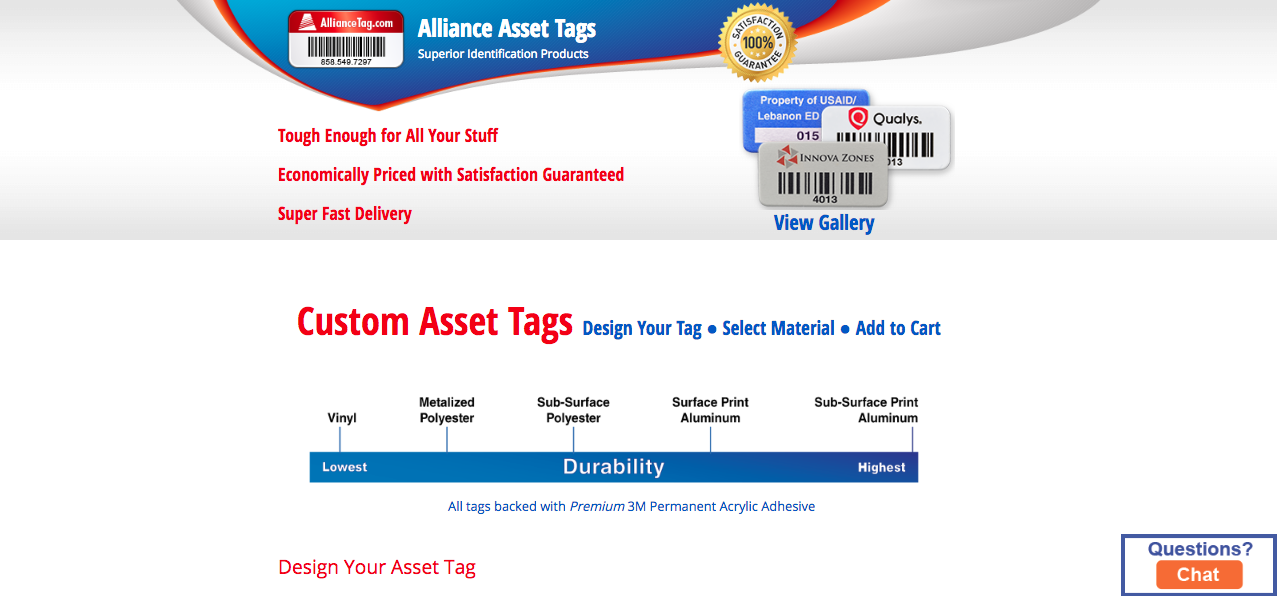 AllianceTag.com
858.549.7297
Alliance Asset Tags
Superior Identification Products
SATISFACTION
100%
GUARANTEE
Tough Enough for All Your Stuff
Economically Priced with Satisfaction Guaranteed
Super Fast Delivery
Property of USAID/
Lebanon ED
015
Qualys.
013
INNOVA ZONES
4013
View Gallery
Custom Asset Tags Design Your Tag ● Select Material ● Add to Cart
Vinyl
Metalized
Polyester
Sub-Surface
Polyester
Surface Print
Aluminum
Sub-Surface Print
Aluminum
Lowest Durability Highest
All tags backed with Premium 3M Permanent Acrylic Adhesive
Design Your Asset Tag
Questions?
Chat